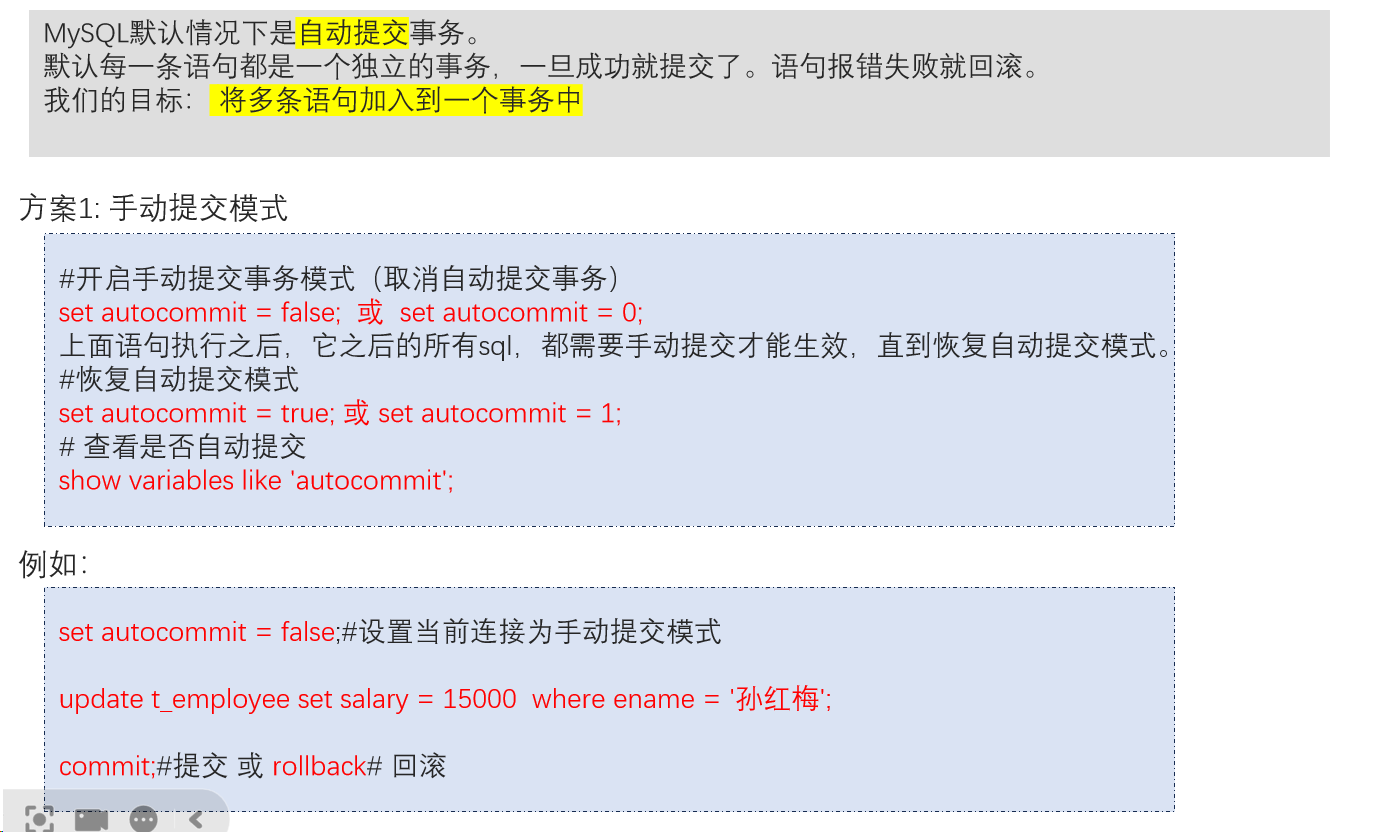 MySQL默认情况下是自动提交事务。
默认每一条语句都是一个独立的事务，一旦成功就提交了。语句报错失败就回滚。
我们的目标： 将多条语句加入到一个事务中
方案1: 手动提交模式
#开启手动提交事务模式（取消自动提交事务）
set autocommit = false;  或  set autocommit = 0;
上面语句执行之后，它之后的所有sql，都需要手动提交才能生效，直到恢复自动提交模式。
#恢复自动提交模式
set autocommit = true; 或 set autocommit = 1;
# 查看是否自动提交
show variables like 'autocommit';
例如：
set autocommit = false;#设置当前连接为手动提交模式
update t_employee set salary = 15000  where ename = '孙红梅';
commit;#提交 或 rollback# 回滚